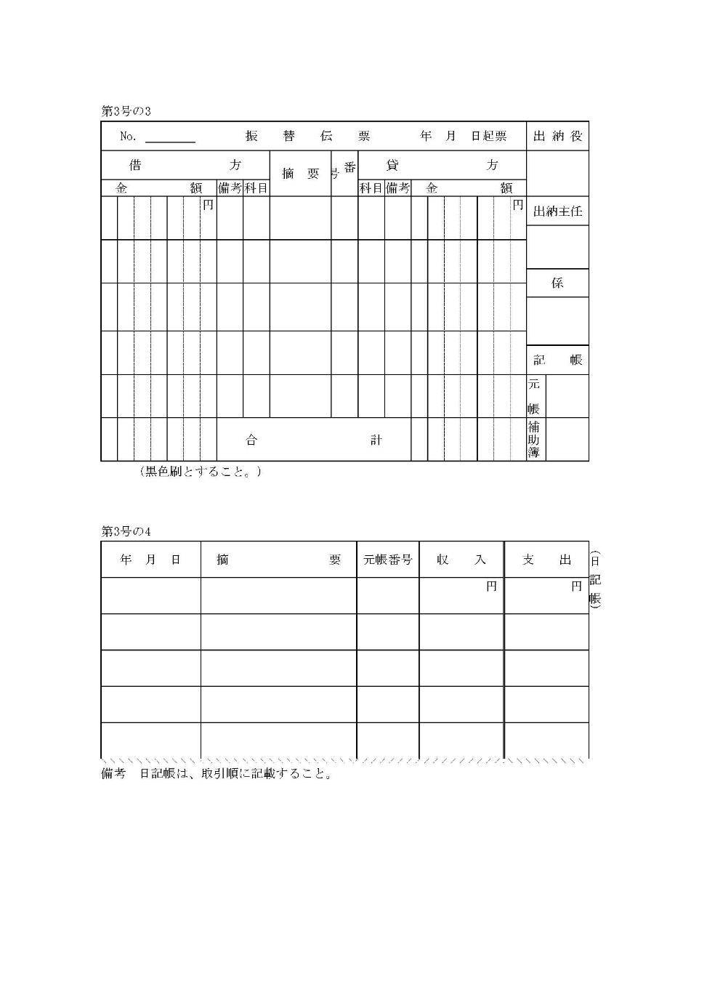 第3号の3
No. 振替伝票 年 月 日起票 出納役
借方 摘要 番号 貸方
金額 備考 科目 科目 備考 金額
円 円
出納主任
係
記帳
元帳
合計 補助簿
（黒色刷とすること。）
第3号の4
年 月 日 摘要 元帳番号 収入 支出 （日記帳）
円 円
備考 日記帳は、取引順に記載すること。